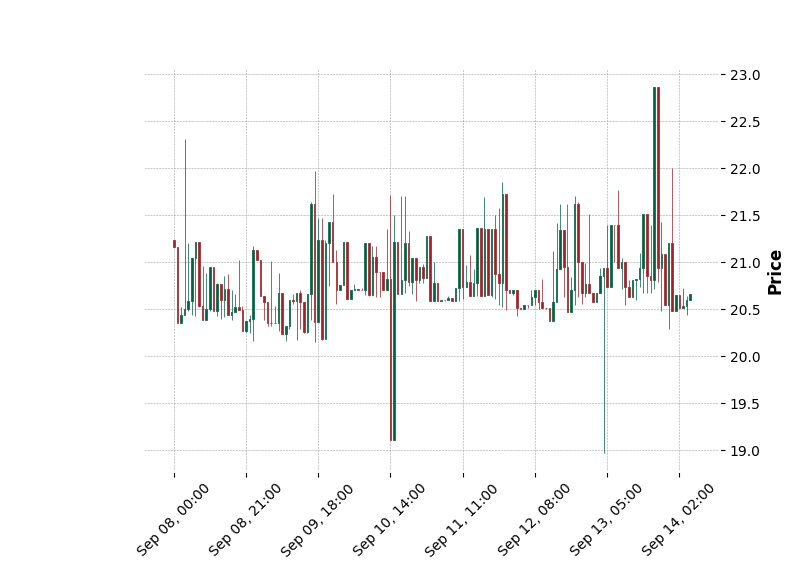 23.0
22.5
22.0
21.5
21.0
20.5
20.0
19.5
19.0
Price
Sep 08, 00:00
Sep 08, 21:00
Sep 09, 18:00
Sep 10, 14:00
Sep 11, 11:00
Sep 12, 08:00
Sep 13, 05:00
Sep 14, 02:00